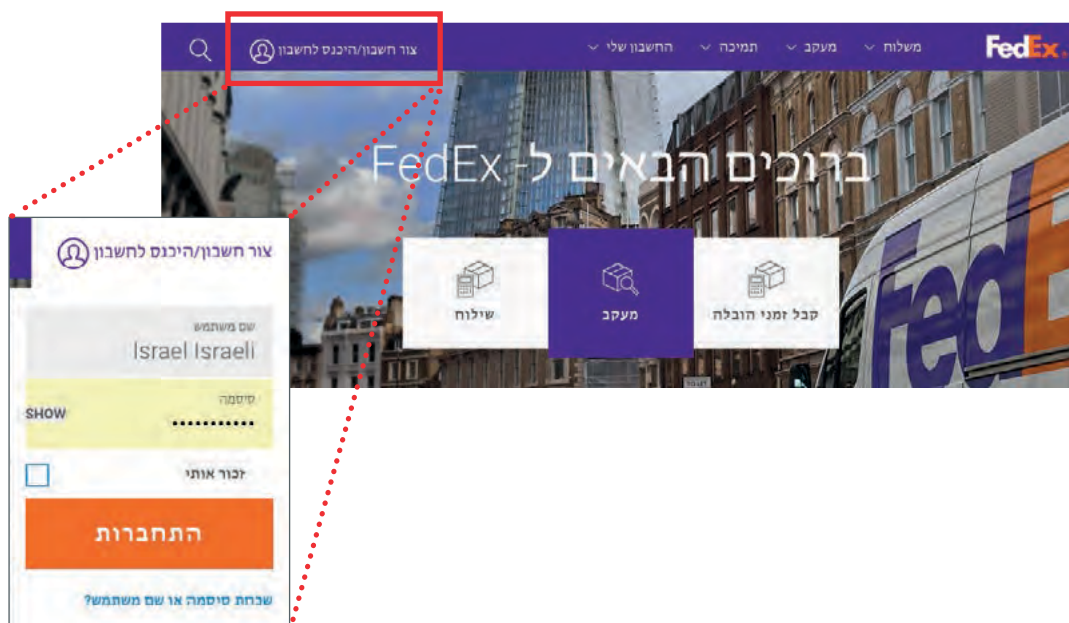 FedEx
משלוח
מעקב
תמיכה
החשבון שלי
צור חשבון/היכנס לחשבון
ברוכים הבאים ל- FedEx
קבל זמני הובלה
מעקב
שילוח
FedE
צור חשבון/היכנס לחשבון
שם משתמש
Israel Israeli
סיסמה
SHOW
זכור אותי
התחברות
שכחת סיסמה או שם משתמש?